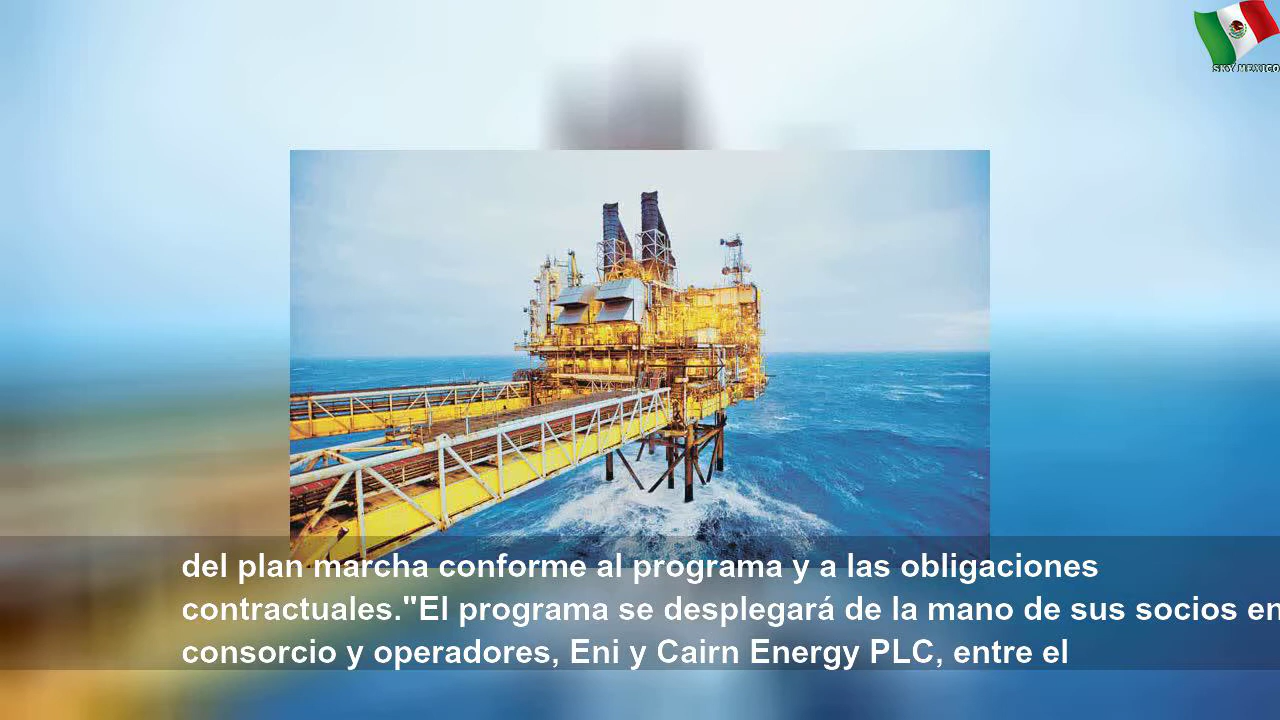 SKY MEXICO
del plan marcha conforme al programa y a las obligaciones
contractuales."El programa se desplegará de la mano de sus socios en
consorcio y operadores, Eni y Cairn Energy PLC, entre el